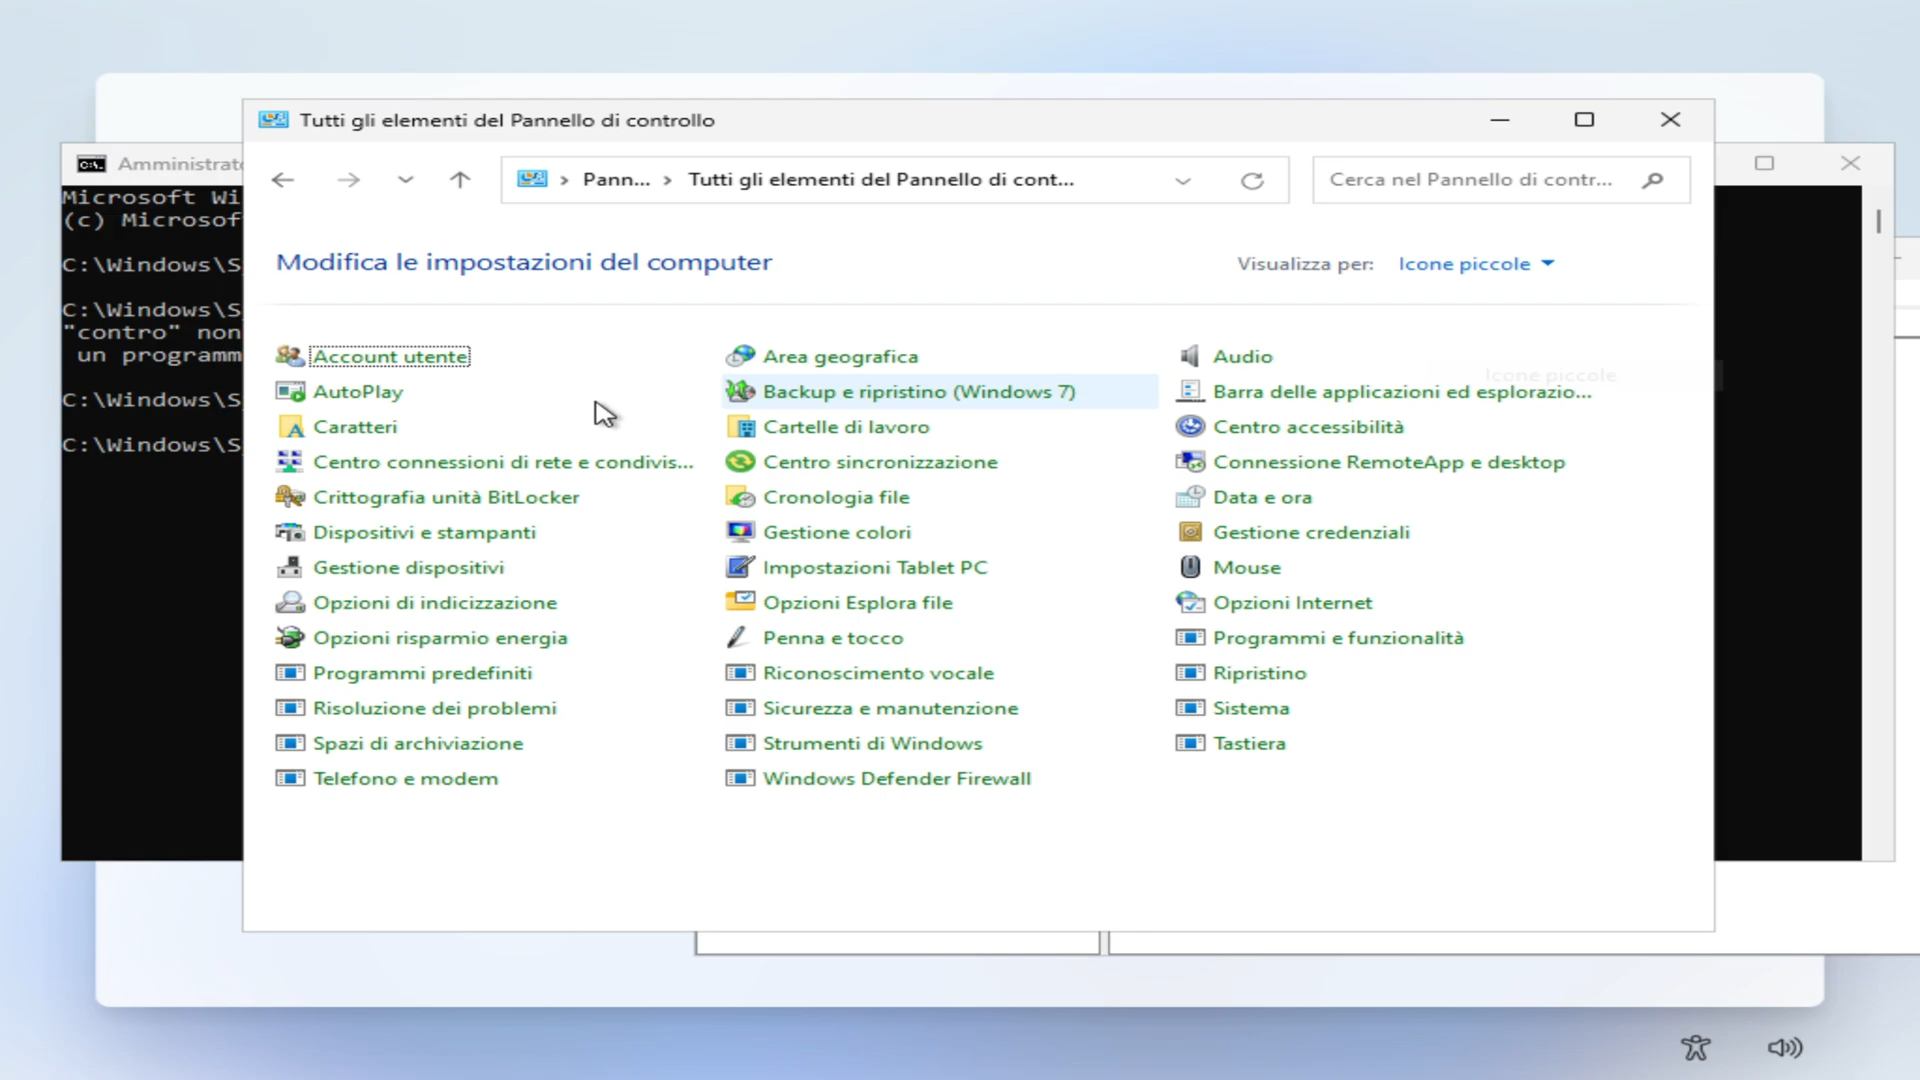 Tutti gli elementi del Pannello di controllo
Amministrato
Pann... > Tutti gli elementi del Pannello di cont...
Cerca nel Pannello di contr...
Microsoft Wi
(c) Microsof
C:\Windows\S
C:\Windows\S
"contro" non
un programm
C:\Windows\S
C:\Windows\S
Modifica le impostazioni del computer
Visualizza per: Icone piccole
Icone piccole
Account utente
AutoPlay
Caratteri
Centro connessioni di rete e condivis...
Crittografia unità BitLocker
Dispositivi e stampanti
Gestione dispositivi
Opzioni di indicizzazione
Opzioni risparmio energia
Programmi predefiniti
Risoluzione dei problemi
Spazi di archiviazione
Telefono e modem
Area geografica
Backup e ripristino (Windows 7)
Cartelle di lavoro
Centro sincronizzazione
Cronologia file
Gestione colori
Impostazioni Tablet PC
Opzioni Esplora file
Penna e tocco
Riconoscimento vocale
Sicurezza e manutenzione
Strumenti di Windows
Windows Defender Firewall
Audio
Barra delle applicazioni ed esplorazio...
Centro accessibilità
Connessione RemoteApp e desktop
Data e ora
Gestione credenziali
Mouse
Opzioni Internet
Programmi e funzionalità
Ripristino
Sistema
Tastiera